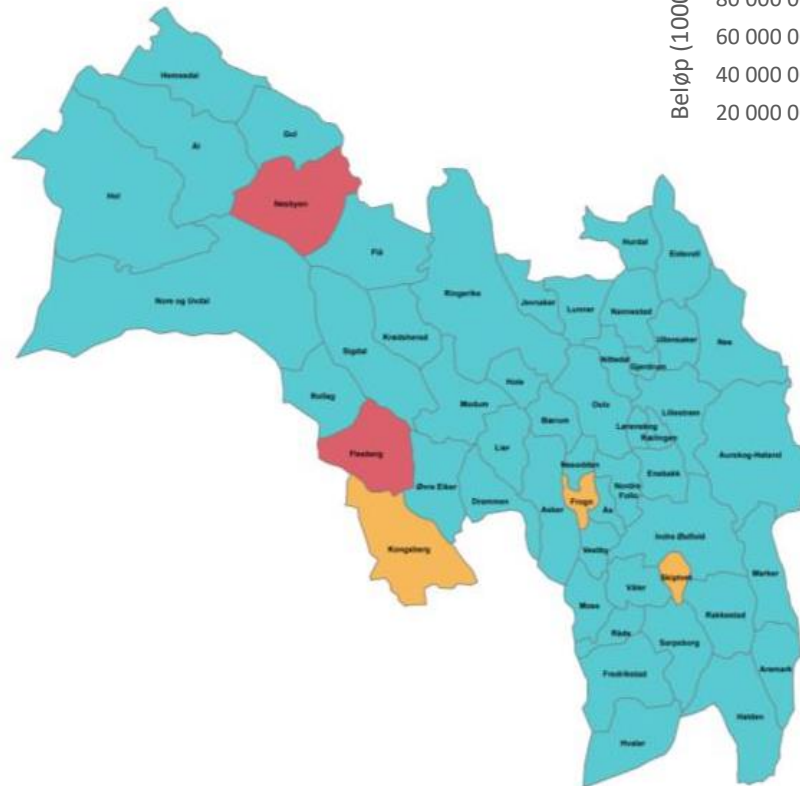 80 000 0
60 000 0
40 000 0
20 000 0
Beløp (1000
Hemsedal
Gol
Ål
Hol
Nesbyen
Flå
Nore og Uvdal
Ringerike
Hurdal
Eidsvoll
Jevnaker
Lunner
Nannestad
Krødsherad
Sigdal
Ullensaker
Nes
Nittedal
Gjerdrum
Hole
Rollag
Modum
Oslo
Bærum
Lillestrøm
Lørenskog
Rælingen
Lier
Flesberg
Aurskog-Høland
Nesodden
Enebakk
Øvre Eiker
Nordre
Follo
Drammen
Frogn
Asker
Ås
Indre Østfold
Kongsberg
Vestby
Skiptvet
Marker
Våler
Moss
Rakkestad
Råde
Sarpsborg
Aremark
Fredrikstad
Halden
Hvaler